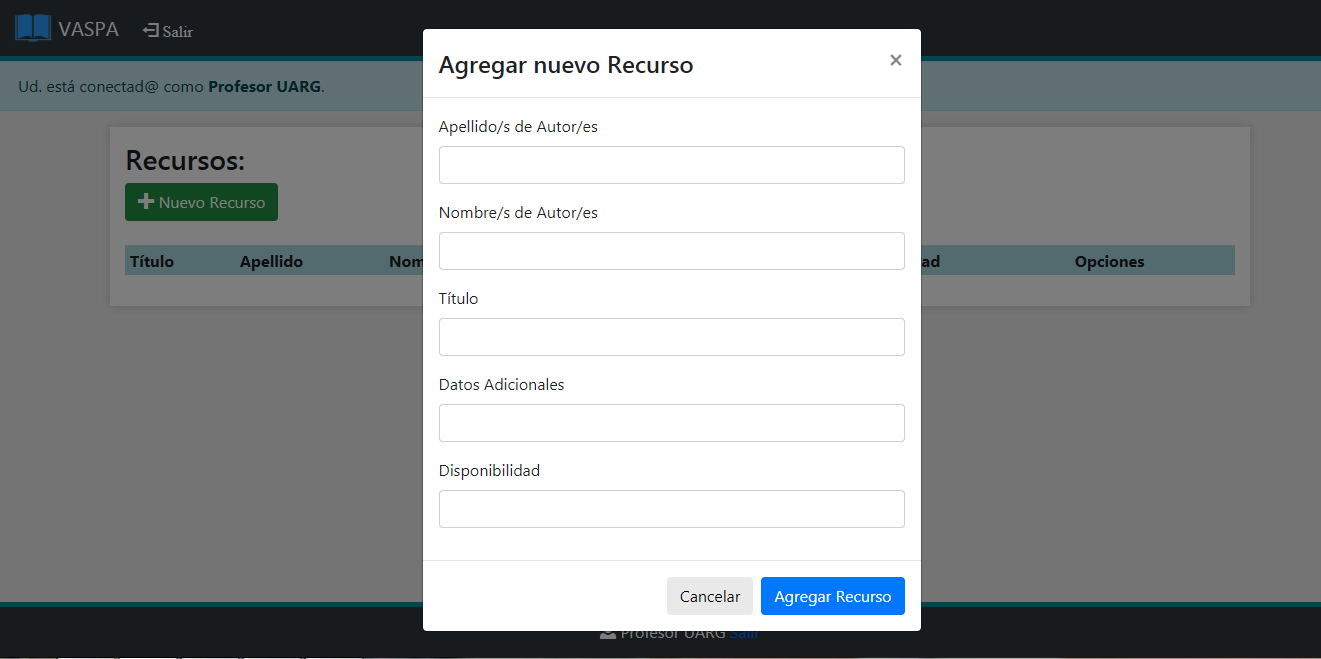 VASPA Salir
Ud. está conectad@ como Profesor UARG.
Agregar nuevo Recurso ×
Apellido/s de Autor/es
Nombre/s de Autor/es
Título
Datos Adicionales
Disponibilidad
Cancelar Agregar Recurso
Recursos:
Nuevo Recurso
Título Apellido Nom ad Opciones
Profesor UARG Salir